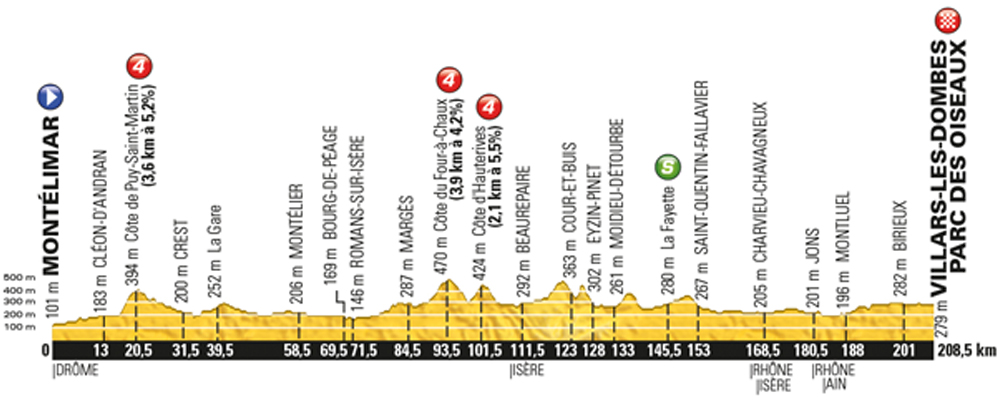 101 m MONTÉLIMAR
183 m CLÉON-D'ANDRAN
4
394 m Côte de Puy-Saint-Martin
(3,6 km à 5,2%)
200 m CREST
252 m La Gare
206 m MONTÉLIER
169 m BOURG-DE-PÉAGE
146 m ROMANS-SUR-ISÈRE
287 m MARGÈS
4
470 m Côte du Four-à-Chaux
(3,9 km à 4,2%)
4
424 m Côte d'Hauterives
(2,1 km à 5,5%)
292 m BEAUREPAIRE
363 m COUR-ET-BUIS
302 m EYZIN-PINET
261 m MOIDIEU-DÉTOURBE
S
280 m La Fayette
267 m SAINT-QUENTIN-FALLAVIER
205 m CHARVIEU-CHAVAGNEUX
201 m JONS
196 m MONTLUEL
282 m BIRIEUX
279 m VILLARS-LES-DOMBES
PARC DES OISEAUX
500 m
400 m
300 m
200 m
100 m
0 13 20,5 31,5 39,5 58,5 69,5 71,5 84,5 93,5 101,5 111,5 123 128 133 145,5 153 168,5 180,5 188 201 208,5 km
|DRÔME |ISÈRE |RHÔNE |RHÔNE
|ISÈRE |AIN